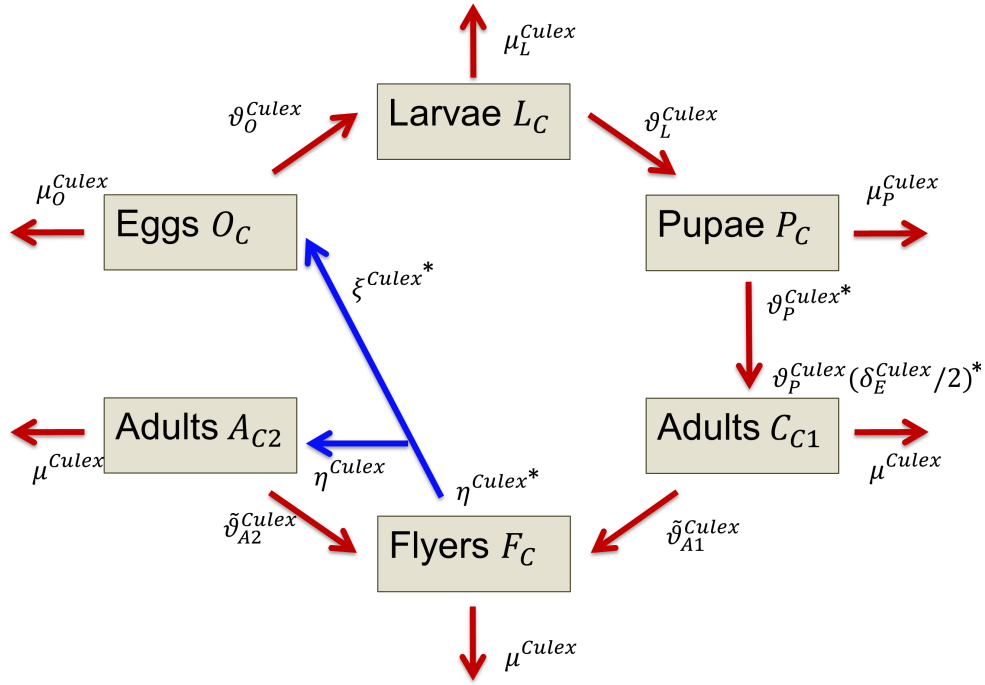 μ_L^Culex
Larvae L_C
ϑ_O^Culex
ϑ_L^Culex
μ_O^Culex
Eggs O_C
Pupae P_C
μ_P^Culex
ξ^Culex*
ϑ_P^Culex*
ϑ_P^Culex(δ_E^Culex/2)*
Adults A_C2
Adults C_C1
μ^Culex
η^Culex
η^Culex*
μ^Culex
ϑ̃_A2^Culex
Flyers F_C
ϑ̃_A1^Culex
μ^Culex